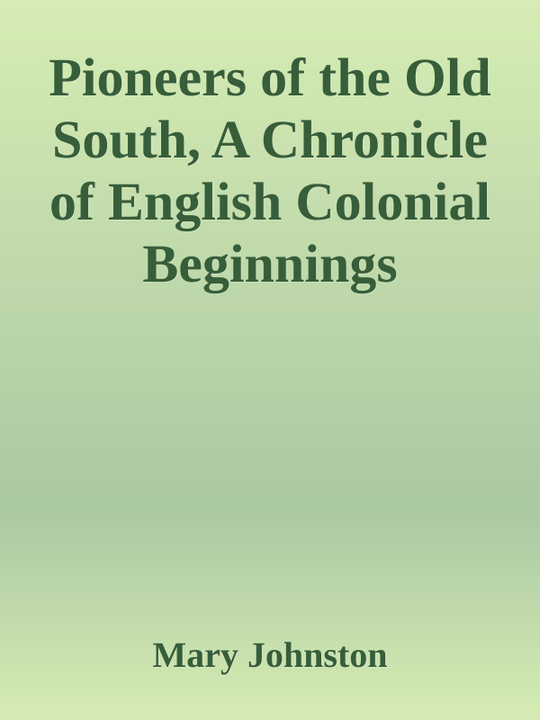 Pioneers of the Old
South, A Chronicle
of English Colonial
Beginnings
Mary Johnston